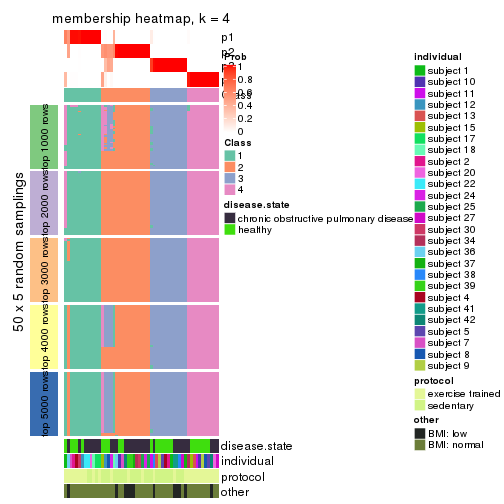 membership heatmap, k = 4
p1
p2
p4
Prob
1
0.8
0.6
0.4
0.2
0
Class
1
2
3
4
disease.state
chronic obstructive pulmonary disease
healthy
50 x 5 random samplings
top 1000 rows
top 2000 rows
top 3000 rows
top 4000 rows
top 5000 rows
disease.state
individual
protocol
other
individual
subject 1
subject 10
subject 11
subject 12
subject 13
subject 15
subject 17
subject 18
subject 2
subject 20
subject 22
subject 24
subject 25
subject 27
subject 30
subject 34
subject 36
subject 37
subject 38
subject 39
subject 4
subject 41
subject 42
subject 5
subject 7
subject 8
subject 9
protocol
exercise trained
sedentary
other
BMI: low
BMI: normal